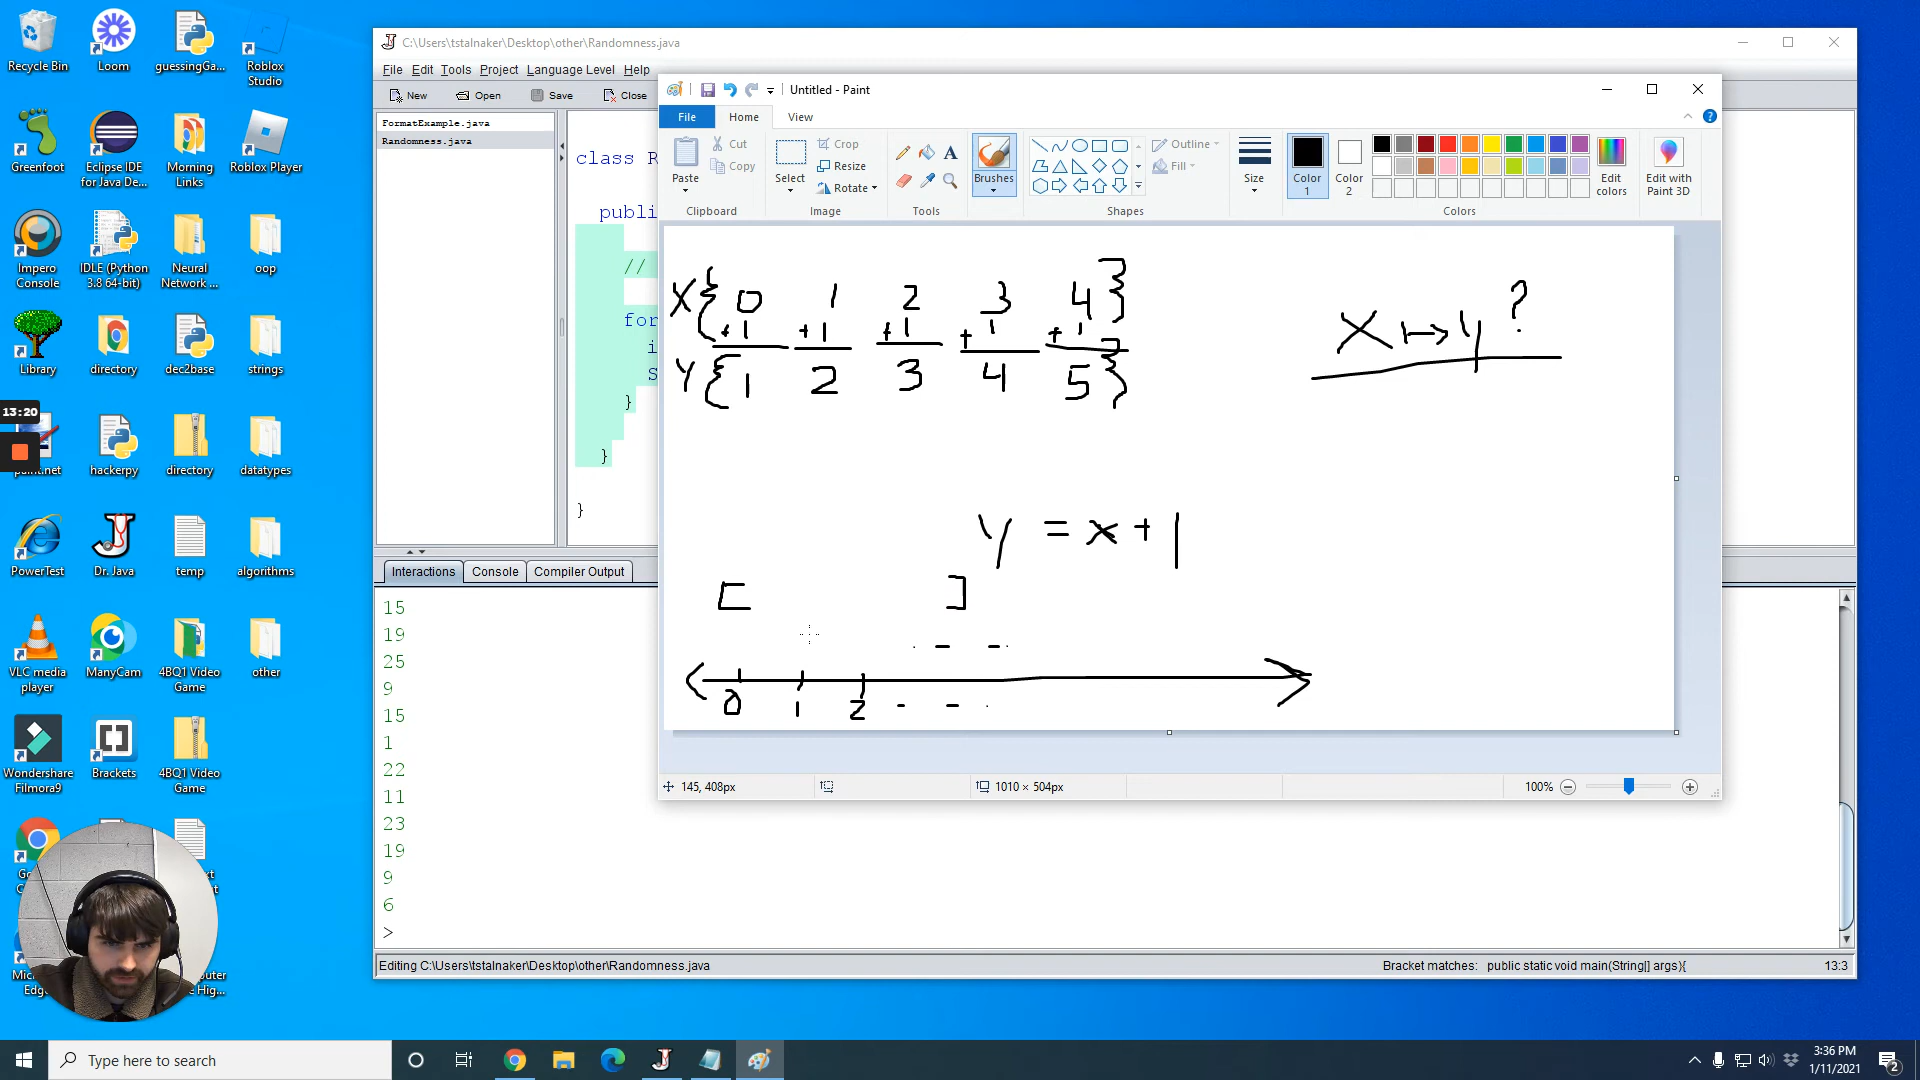 Recycle Bin
Loom
guessingGa...
Roblox Studio
Greenfoot
Eclipse IDE for Java De...
Morning Links
Roblox Player
Impero Console
IDLE (Python 3.8 64-bit)
Neural Network ...
oop
Library
directory
dec2base
strings
13:20
paint.net
hackerpy
directory
datatypes
PowerTest
Dr. Java
temp
algorithms
VLC media player
ManyCam
4BQ1 Video Game
other
Wondershare Filmora9
Brackets
4BQ1 Video Game
C:\Users\tstalnaker\Desktop\other\Randomness.java
File Edit Tools Project Language Level Help
New Open Save Close
FormatExample.java
Randomness.java
class R
publi
//
for
i
S
}
}
}
Untitled - Paint
File Home View
Paste
Cut
Copy
Clipboard
Select
Crop
Resize
Rotate
Image
Tools
Brushes
Shapes
Outline
Fill
Size
Color 1
Color 2
Edit colors
Edit with Paint 3D
Colors
X { 0 1 2 3 4 }
+1 +1 +1 +1 +1
Y { 1 2 3 4 5 }
X ↦ y ?
y = x + 1
[ ]
0 1 2 - - .
145, 408px
1010 × 504px
100%
Interactions Console Compiler Output
15
19
25
9
15
1
22
11
23
19
9
6
>
Editing C:\Users\tstalnaker\Desktop\other\Randomness.java
Bracket matches: public static void main(String[] args){
13:3
Type here to search
3:36 PM
1/11/2021
2